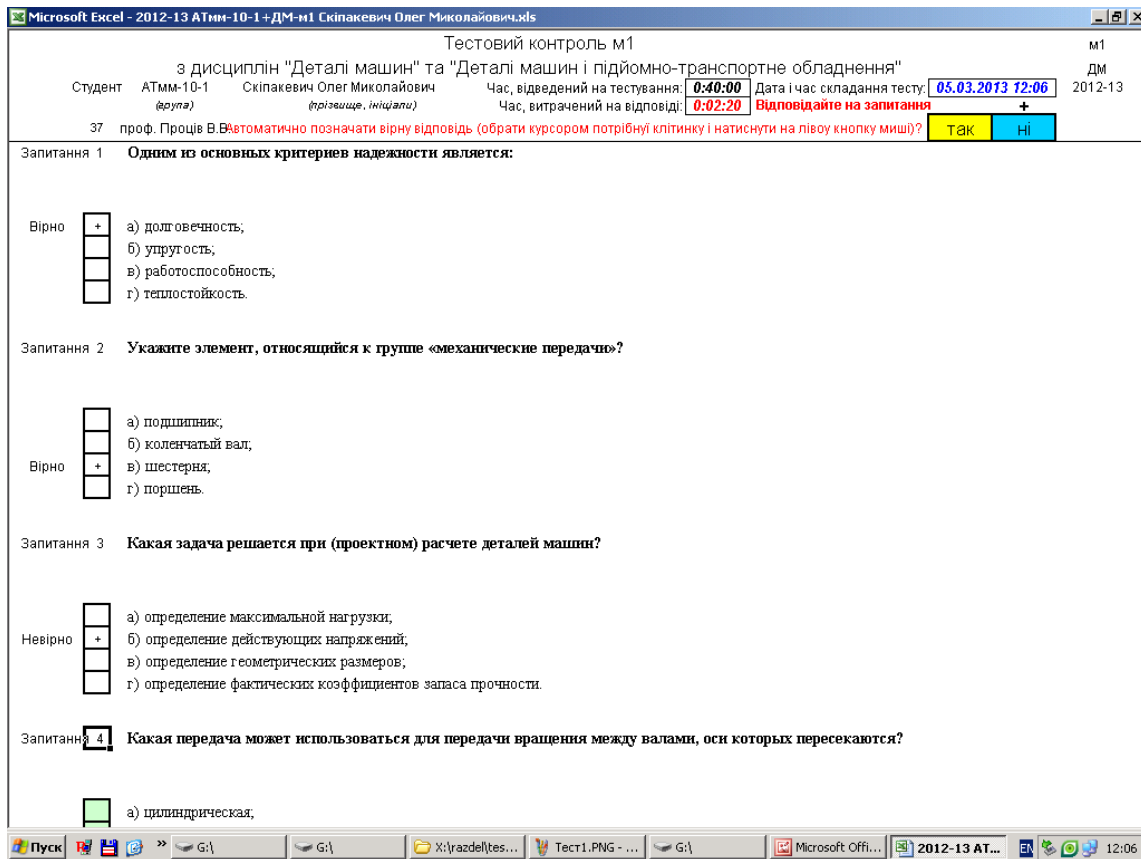 Microsoft Excel - 2012-13 АТмм-10-1+ДМ-м1 Скіпакевич Олег Миколайович.xls
Тестовий контроль м1 м1
з дисциплін "Деталі машин" та "Деталі машин і підйомно-транспортне обладнення" ДМ
Студент АТмм-10-1 Скіпакевич Олег Миколайович Час, відведений на тестування: 0:40:00 Дата і час складання тесту: 05.03.2013 12:06 2012-13
(група) (прізвище, ініціали) Час, витрачений на відповіді: 0:02:20 Відповідайте на запитання +
37 проф. Проців В.В. Автоматично позначати вірну відповідь (обрати курсором потрібнуї клітинку і натиснути на лівоу кнопку миші)? так ні
Запитання 1 Одним из основных критериев надежности является:
Вірно + а) долговечность;
б) упругость;
в) работоспособность;
г) теплостойкость.
Запитання 2 Укажите элемент, относящийся к группе «механические передачи»?
а) подшипник;
б) коленчатый вал;
Вірно + в) шестерня;
г) поршень.
Запитання 3 Какая задача решается при (проектном) расчете деталей машин?
а) определение максимальной нагрузки;
Невірно + б) определение действующих напряжений;
в) определение геометрических размеров;
г) определение фактических коэффициентов запаса прочности.
Запитання 4 Какая передача может использоваться для передачи вращения между валами, оси которых пересекаются?
а) цилиндрическая;
Пуск » G:\ G:\ X:\razdel\tes... Тест1.PNG - ... G:\ Microsoft Offi... 2012-13 АТ... EN 12:06